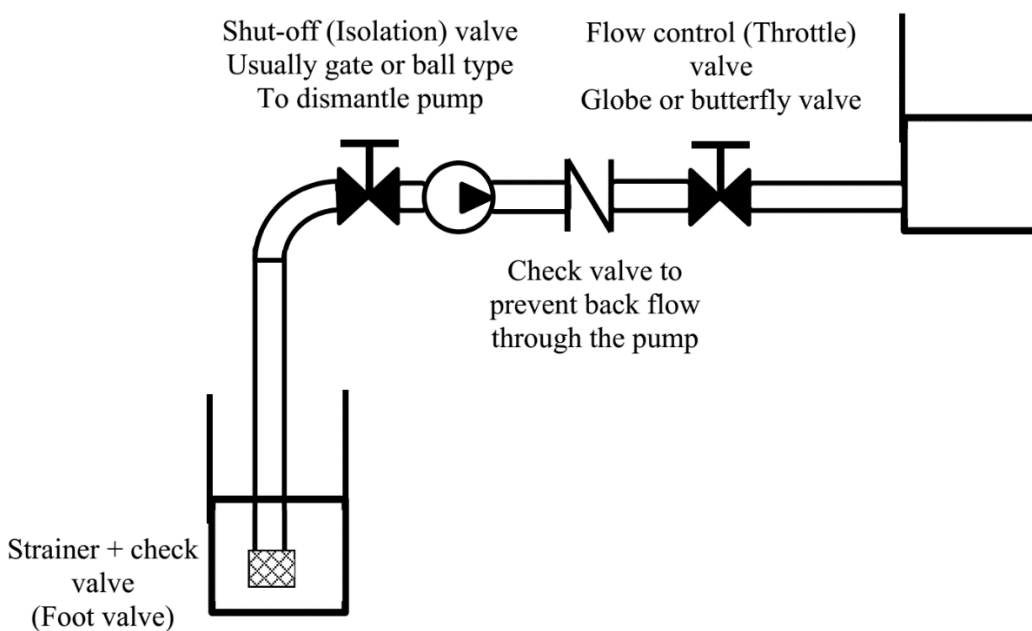 Shut-off (Isolation) valve
Usually gate or ball type
To dismantle pump
Flow control (Throttle)
valve
Globe or butterfly valve
Check valve to
prevent back flow
through the pump
Strainer + check
valve
(Foot valve)